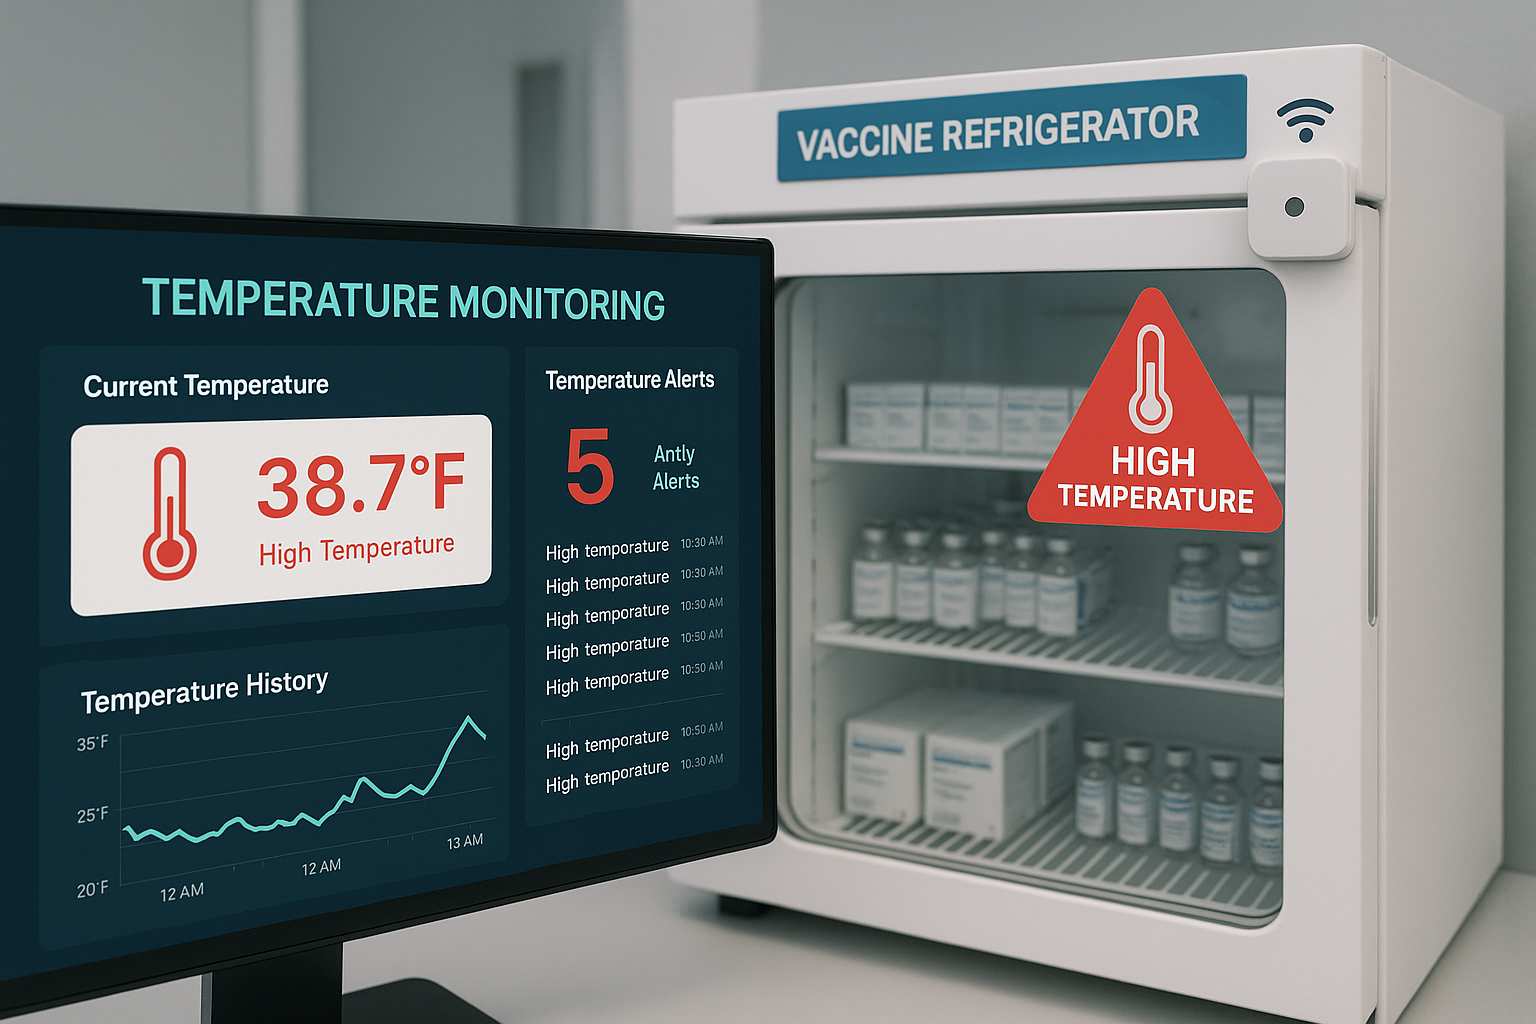 VACCINE REFRIGERATOR
TEMPERATURE MONITORING
Current Temperature
38.7°F
High Temperature
Temperature Alerts
5
Antly
Alerts
High temporature 10:30 AM
High temporature 10:30 AM
High temporature 10:30 AM
High temporature 10:50 AM
High temporature 10:50 AM
High temporature 10:50 AM
High temporature 10.30 AM
Temperature History
35°F
25°F
20°F
12 AM
12 AM
13 AM
HIGH
TEMPERATURE